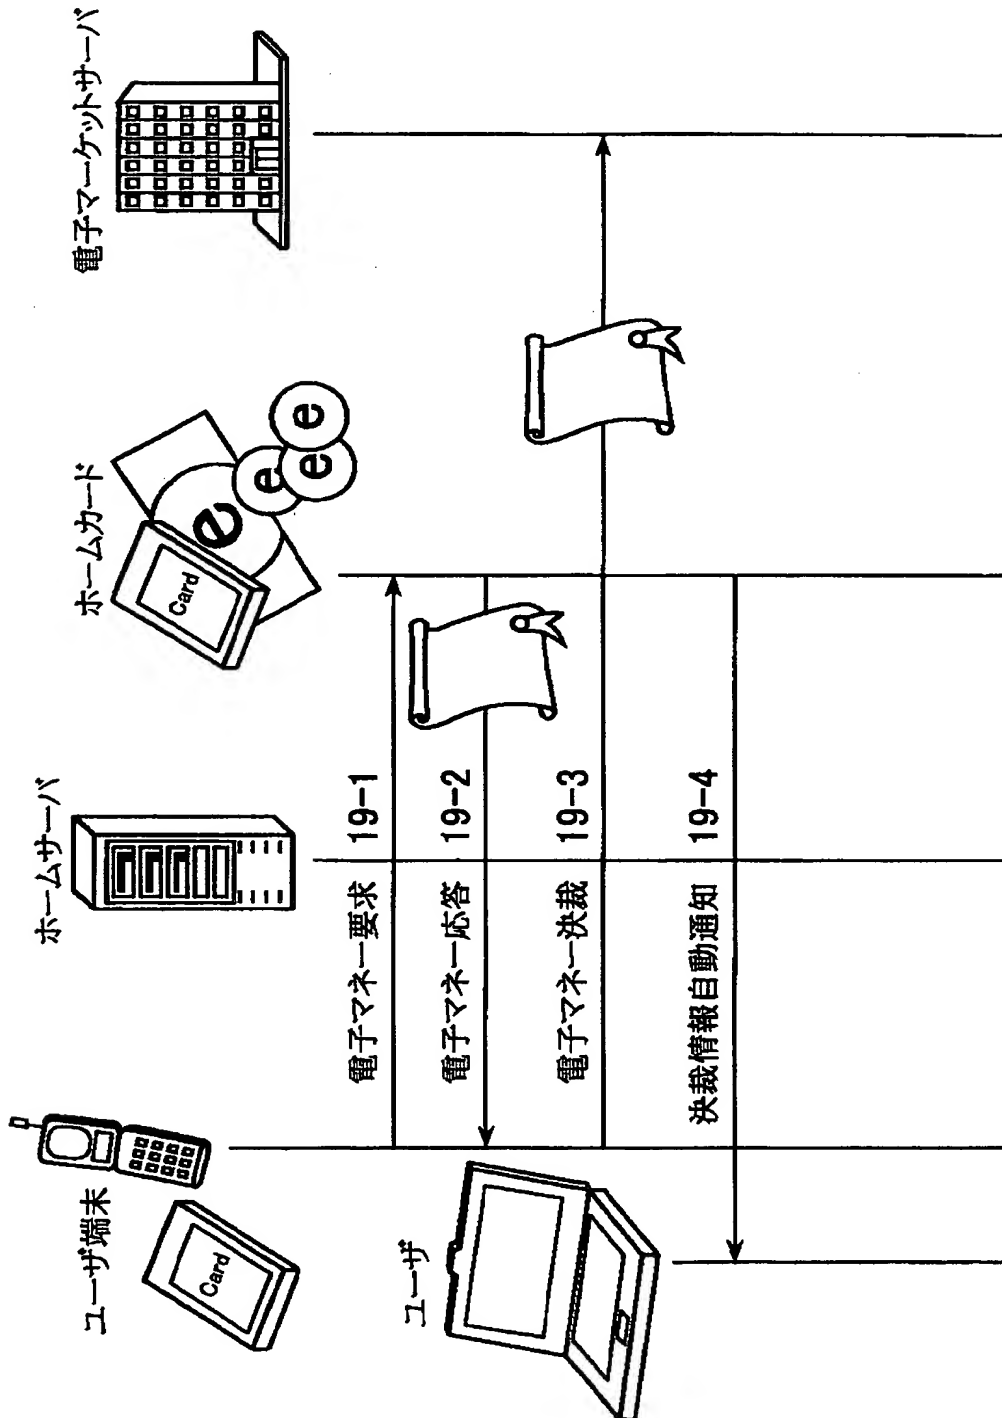 ユーザ端末
ホームサーバ
ホームカード
電子マーケットサーバ
Card
Card
e
e
e
e
ユーザ
電子マネー要求 19-1
電子マネー応答 19-2
電子マネー決裁 19-3
決裁情報自動通知 19-4